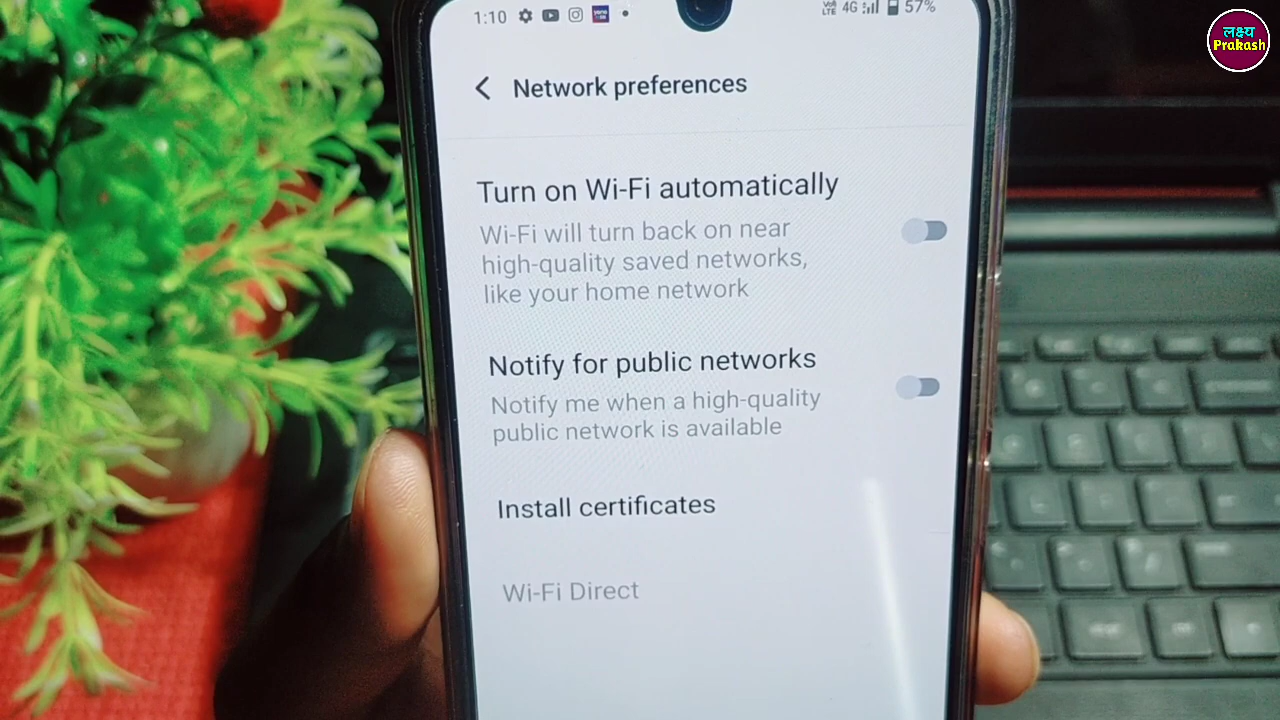 1:10
VoLTE 4G 57%
लक्ष्य
Prakash
Network preferences
Turn on Wi-Fi automatically
Wi-Fi will turn back on near
high-quality saved networks,
like your home network
Notify for public networks
Notify me when a high-quality
public network is available
Install certificates
Wi-Fi Direct